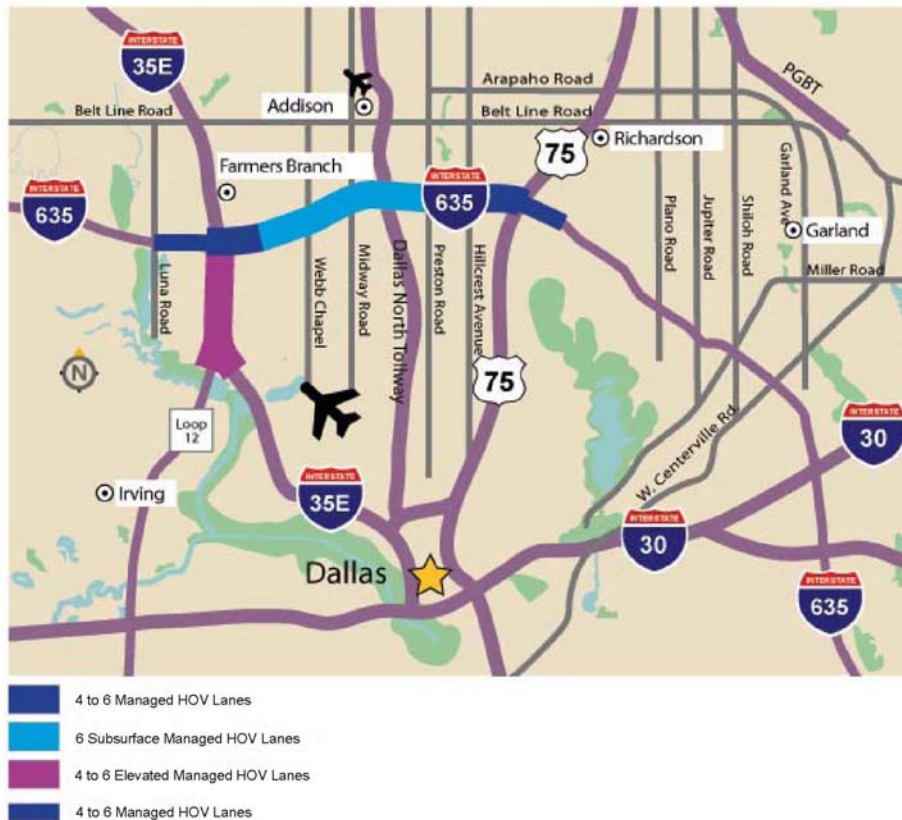 INTERSTATE
35E
Arapaho Road
PGBT
Addison
Belt Line Road
Belt Line Road
75
Richardson
Farmers Branch
INTERSTATE
635
INTERSTATE
635
Garland Ave
Garland
Luna Road
Webb Chapel
Midway Road
Dallas North Tollway
Preston Road
Hillcrest Avenue
Plano Road
Jupiter Road
Shiloh Road
Miller Road
N
75
Loop
12
INTERSTATE
30
W. Centerville Rd.
Irving
INTERSTATE
35E
INTERSTATE
30
Dallas
INTERSTATE
635
4 to 6 Managed HOV Lanes
6 Subsurface Managed HOV Lanes
4 to 6 Elevated Managed HOV Lanes
4 to 6 Managed HOV Lanes